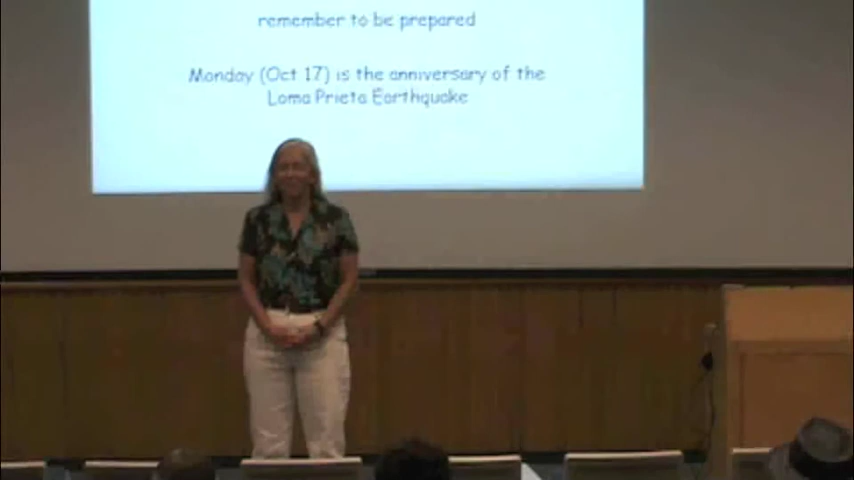 remember to be prepared
Monday (Oct 17) is the anniversary of the
Loma Prieta Earthquake